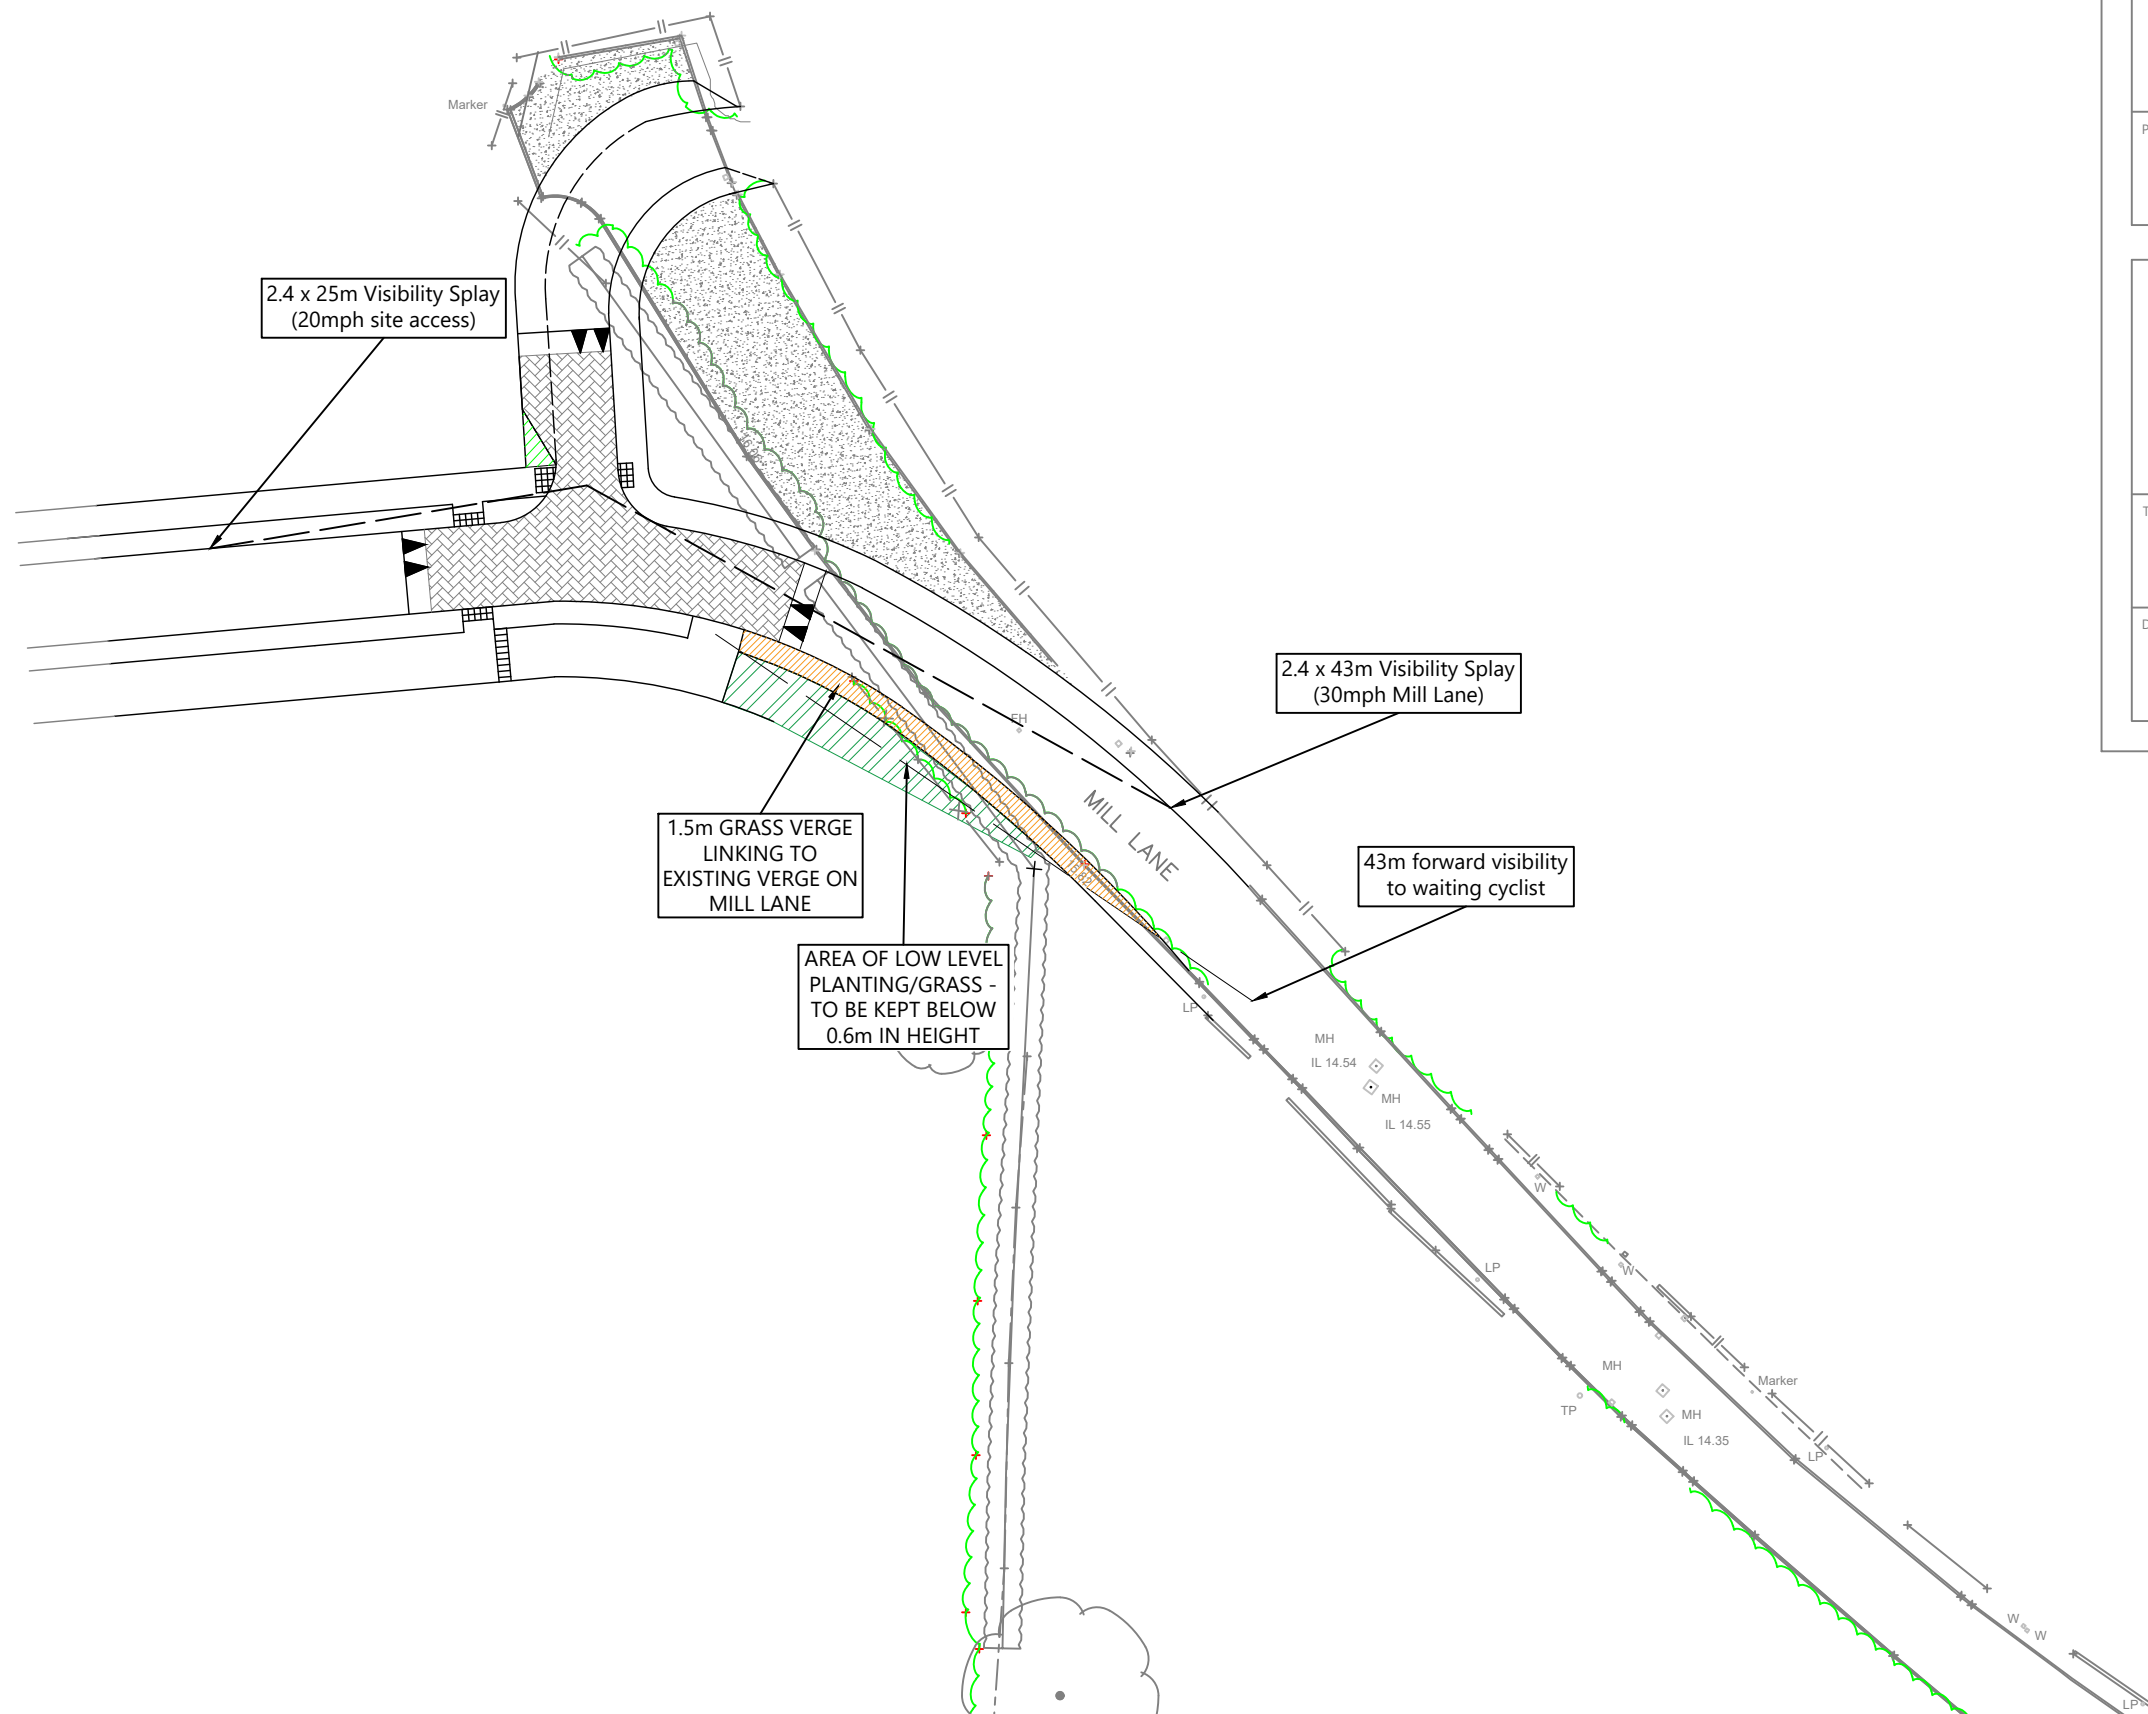 Marker
2.4 x 25m Visibility Splay
(20mph site access)
2.4 x 43m Visibility Splay
(30mph Mill Lane)
FH
MILL LANE
1.5m GRASS VERGE
LINKING TO
EXISTING VERGE ON
MILL LANE
43m forward visibility
to waiting cyclist
AREA OF LOW LEVEL
PLANTING/GRASS -
TO BE KEPT BELOW
0.6m IN HEIGHT
LP
MH
IL 14.54
MH
IL 14.55
W
W
LP
MH
TP
Marker
MH
IL 14.35
LP
W
W
LP
P
T
D